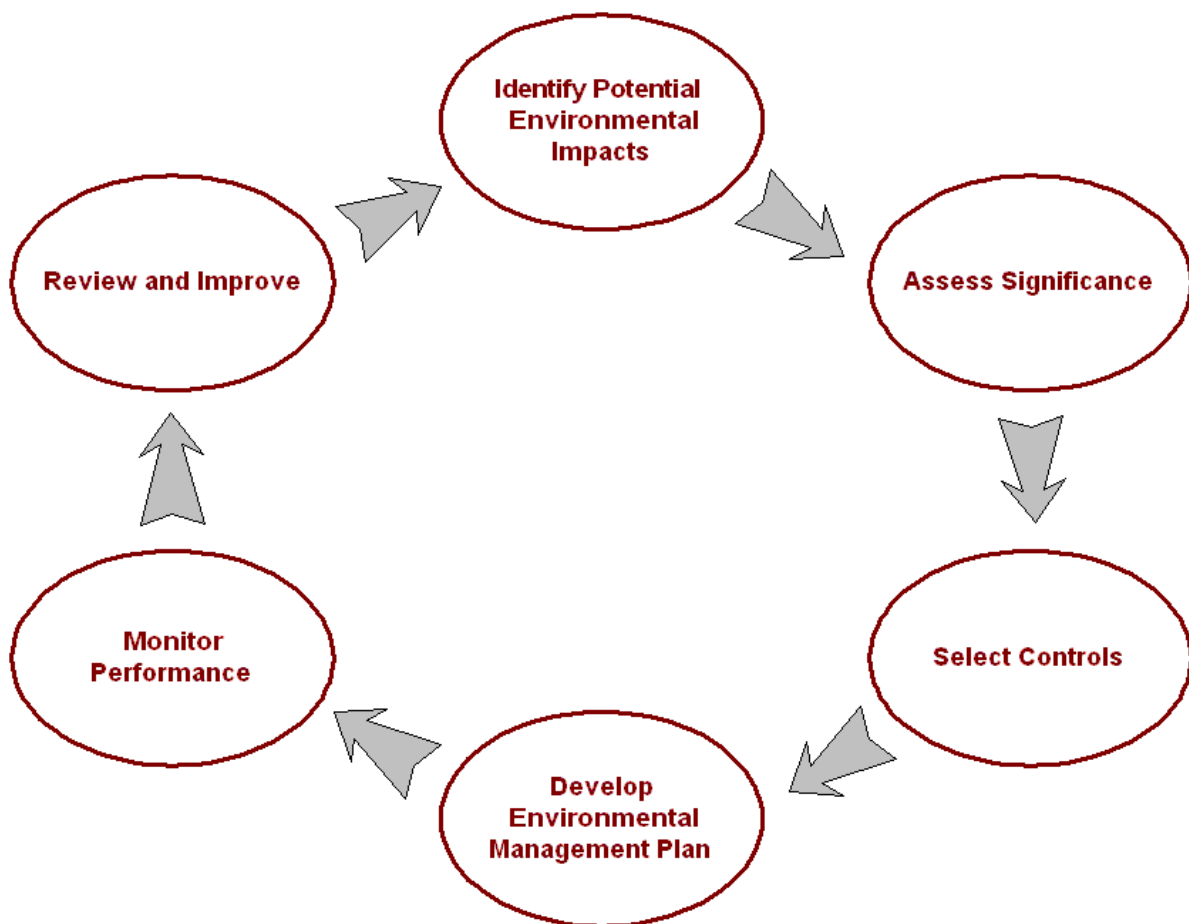 Identify Potential
Environmental
Impacts
Assess Significance
Select Controls
Develop
Environmental
Management Plan
Monitor
Performance
Review and Improve